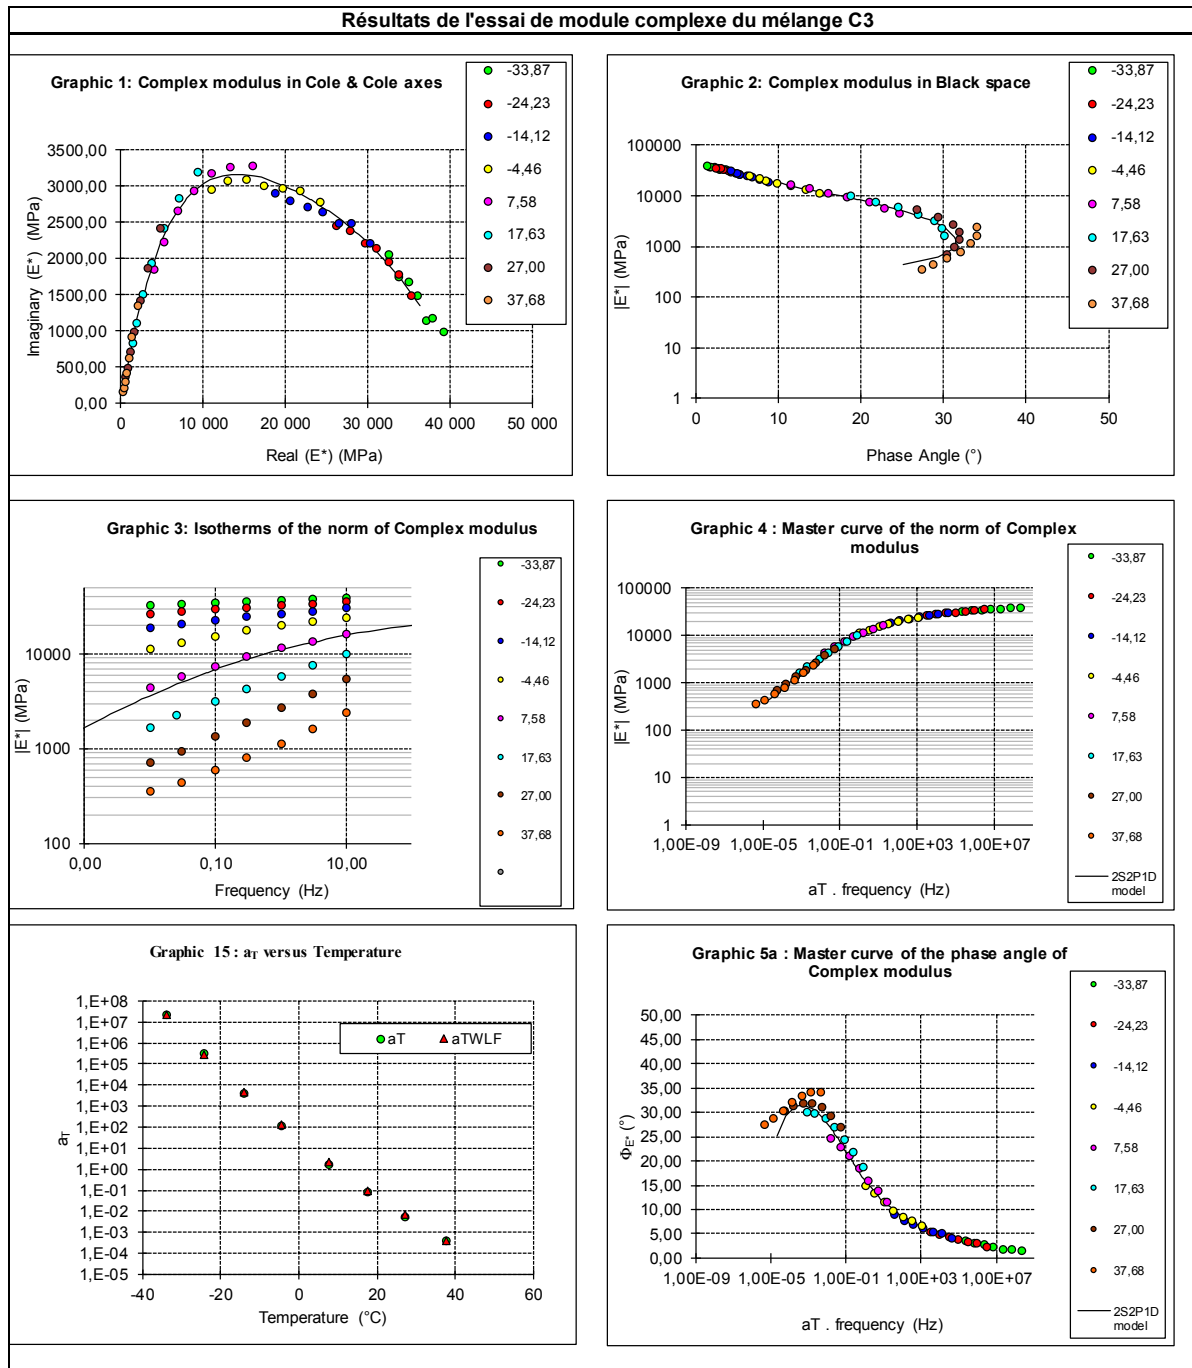 Résultats de l'essai de module complexe du mélange C3
Graphic 1: Complex modulus in Cole & Cole axes
-33,87
-24,23
-14,12
-4,46
7,58
17,63
27,00
37,68
3500,00
3000,00
2500,00
2000,00
1500,00
1000,00
500,00
0,00
Imaginary (E*) (MPa)
0 10 000 20 000 30 000 40 000 50 000
Real (E*) (MPa)
Graphic 2: Complex modulus in Black space
-33,87
-24,23
-14,12
-4,46
7,58
17,63
27,00
37,68
100000
10000
1000
100
10
1
|E*| (MPa)
0 10 20 30 40 50
Phase Angle (°)
Graphic 3: Isotherms of the norm of Complex modulus
-33,87
-24,23
-14,12
-4,46
7,58
17,63
27,00
37,68
10000
1000
100
|E*| (MPa)
0,00 0,10 10,00
Frequency (Hz)
Graphic 4 : Master curve of the norm of Complex
modulus
-33,87
-24,23
-14,12
-4,46
7,58
17,63
27,00
37,68
2S2P1D
model
100000
10000
1000
100
10
1
|E*| (MPa)
1,00E-09 1,00E-05 1,00E-01 1,00E+03 1,00E+07
aT . frequency (Hz)
Graphic 15 : aT versus Temperature
1,E+08
1,E+07
1,E+06
1,E+05
1,E+04
1,E+03
1,E+02
1,E+01
1,E+00
1,E-01
1,E-02
1,E-03
1,E-04
1,E-05
aT
aT aTWLF
-40 -20 0 20 40 60
Temperature (°C)
Graphic 5a : Master curve of the phase angle of
Complex modulus
-33,87
-24,23
-14,12
-4,46
7,58
17,63
27,00
37,68
2S2P1D
model
50,00
45,00
40,00
35,00
30,00
25,00
20,00
15,00
10,00
5,00
0,00
ΦE* (°)
1,00E-09 1,00E-05 1,00E-01 1,00E+03 1,00E+07
aT . frequency (Hz)